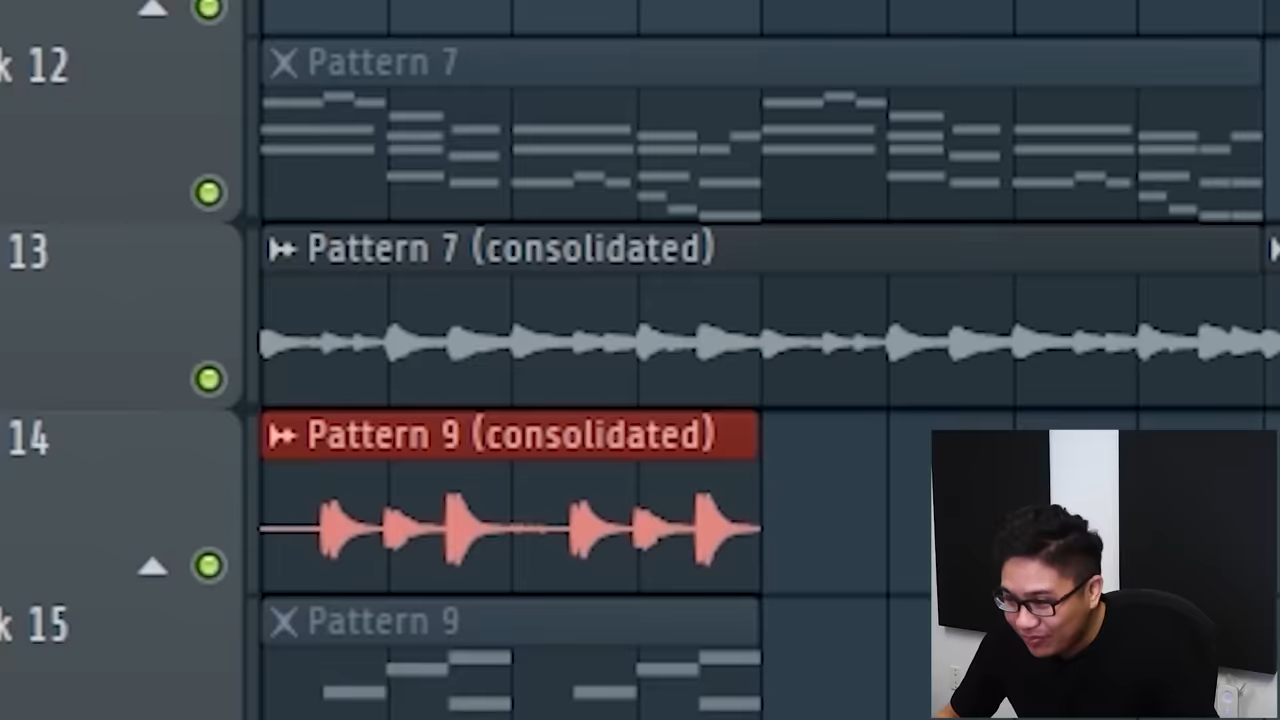 k 12
Pattern 7
13
Pattern 7 (consolidated)
14
Pattern 9 (consolidated)
k 15
Pattern 9